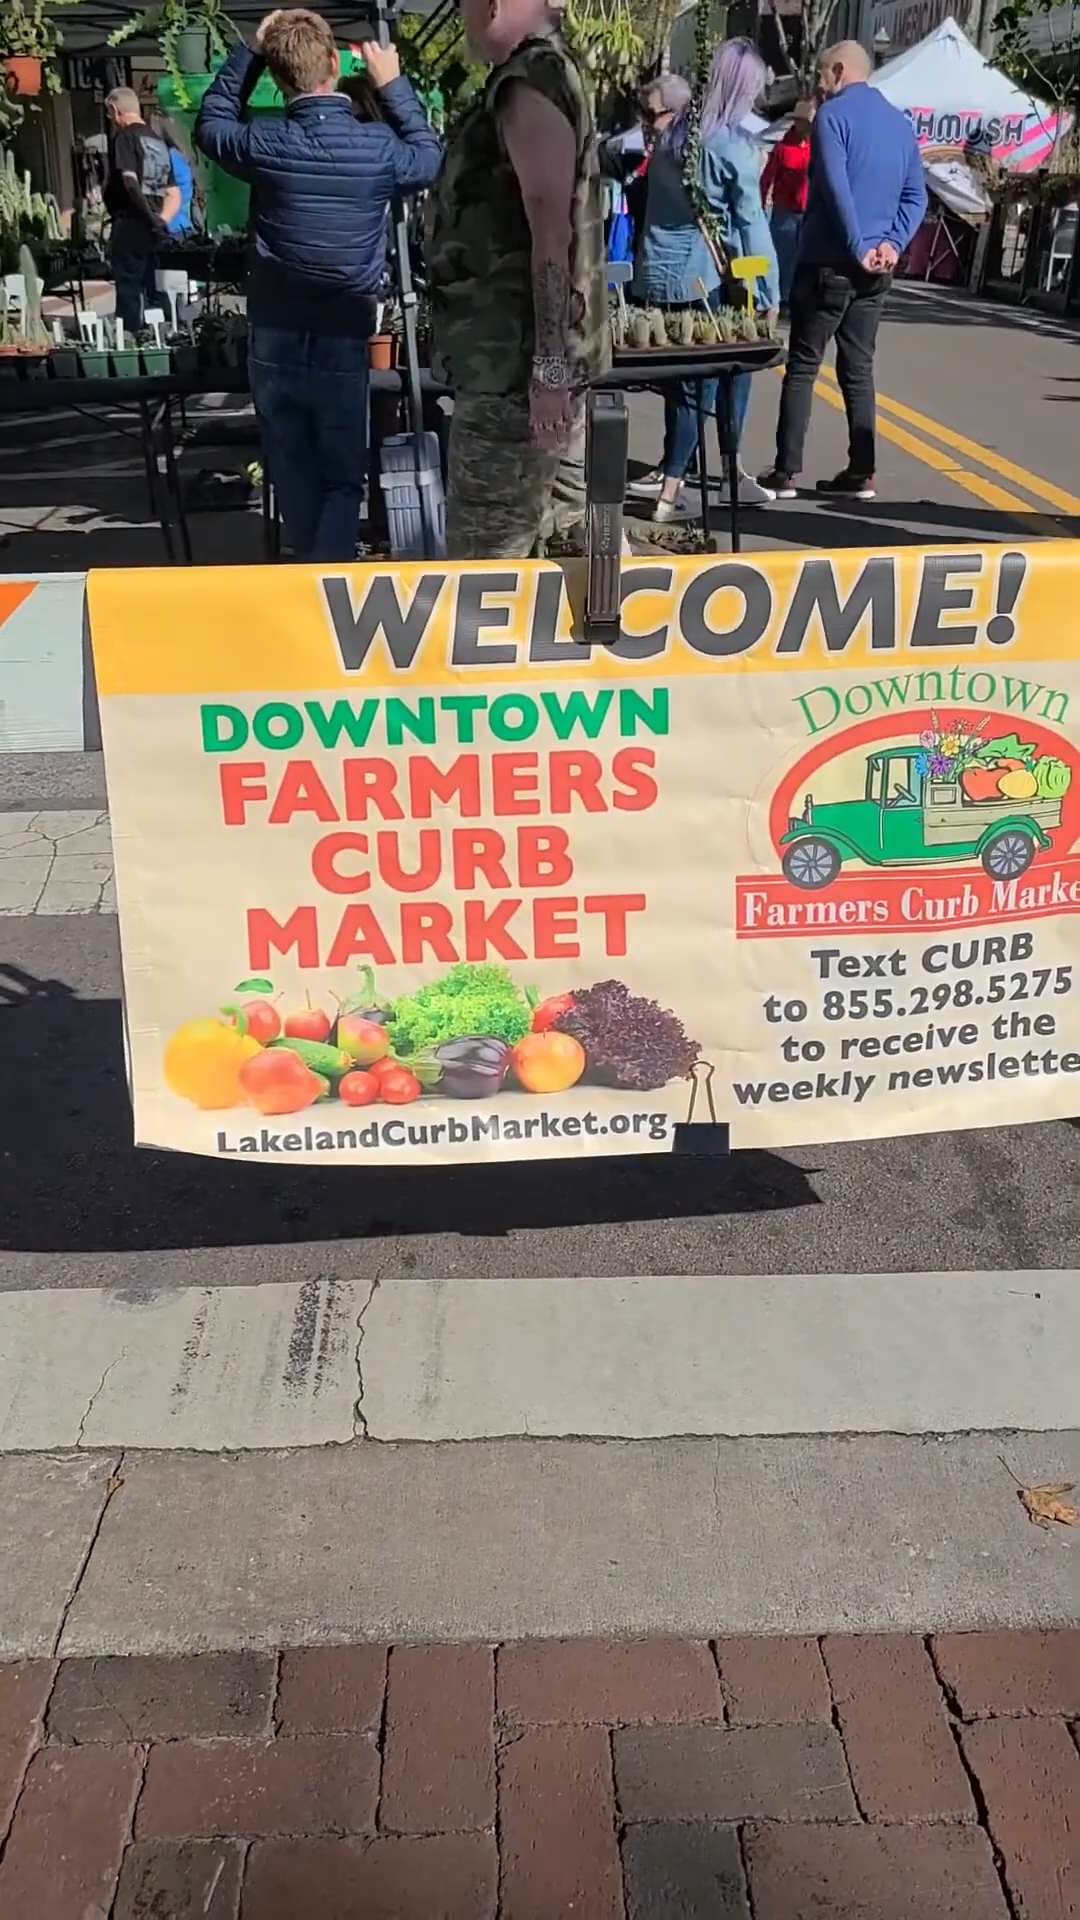 WELCOME!
DOWNTOWN
FARMERS
CURB
MARKET
LakelandCurbMarket.org
Downtown
Farmers Curb Marke
Text CURB
to 855.298.5275
to receive the
weekly newslette
HMUSH